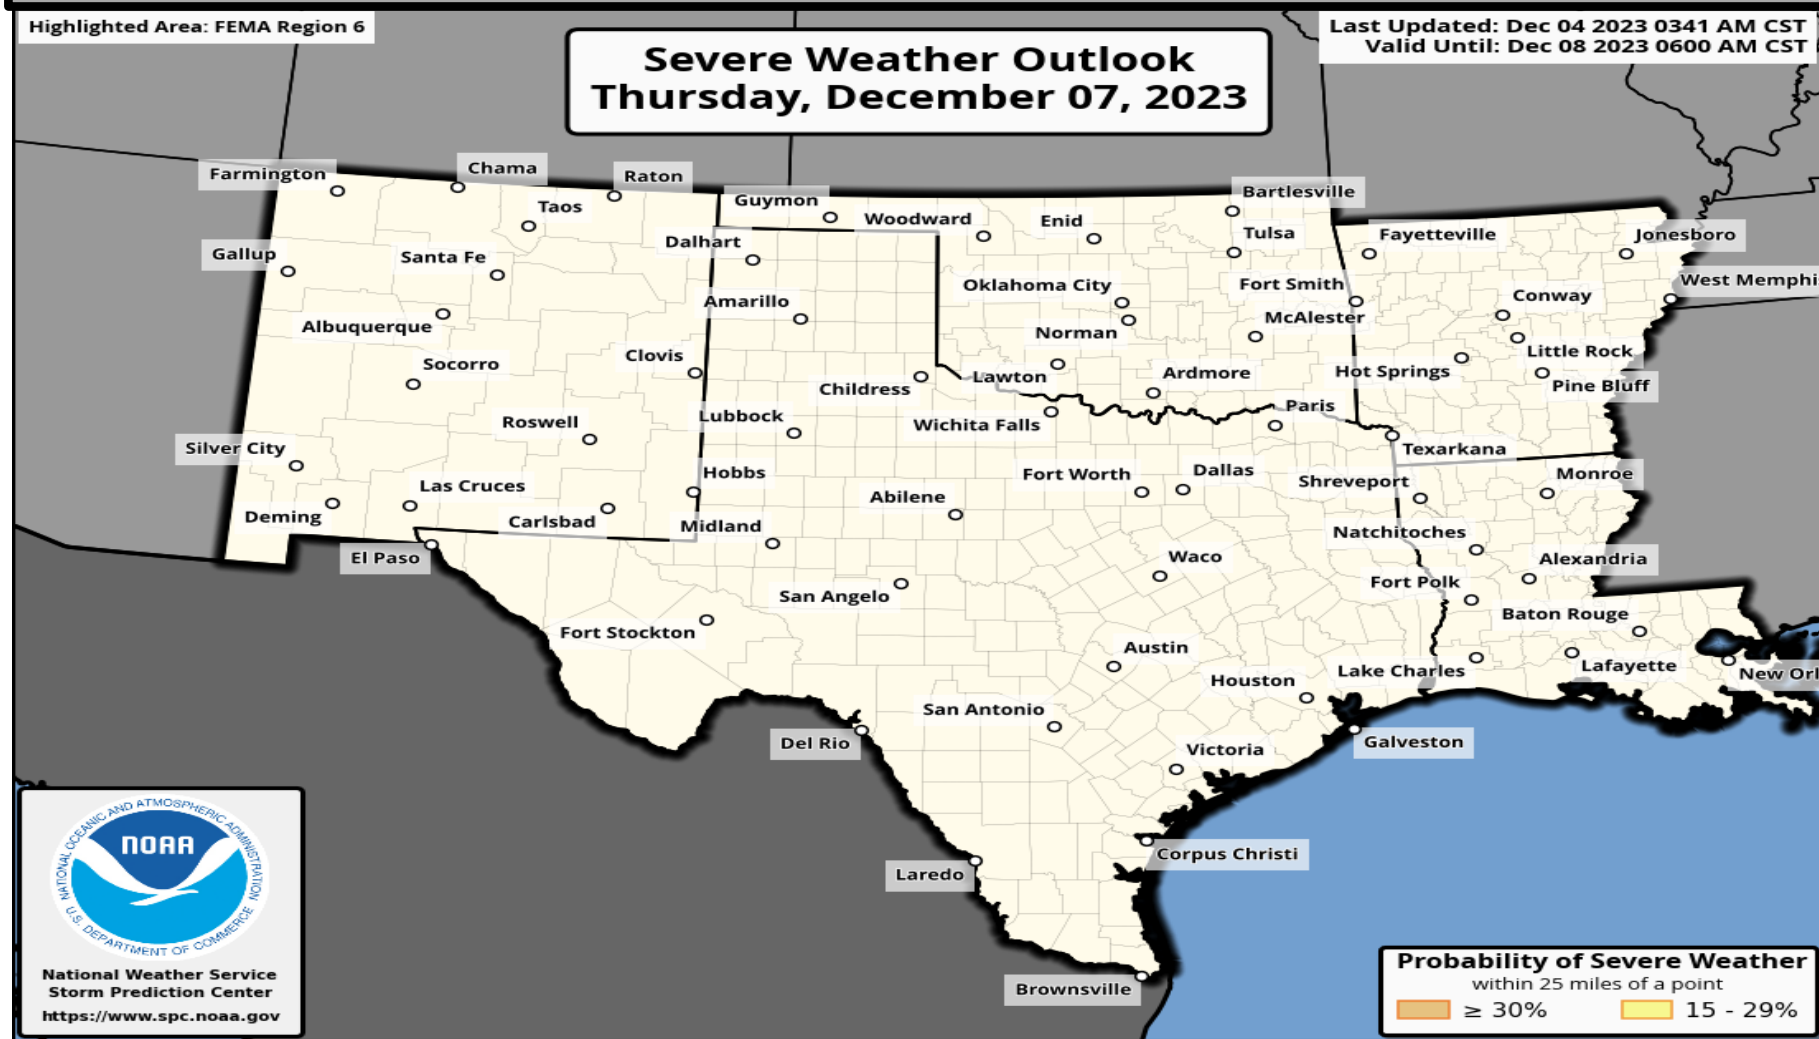 Highlighted Area: FEMA Region 6
Severe Weather Outlook
Thursday, December 07, 2023
Last Updated: Dec 04 2023 0341 AM CST
Valid Until: Dec 08 2023 0600 AM CST
Farmington
Chama
Raton
Taos
Guymon
Woodward
Enid
Bartlesville
Gallup
Santa Fe
Dalhart
Tulsa
Fayetteville
Jonesboro
Albuquerque
Amarillo
Oklahoma City
Fort Smith
Conway
West Memphi
Socorro
Clovis
Norman
McAlester
Little Rock
Childress
Lawton
Ardmore
Hot Springs
Pine Bluff
Roswell
Lubbock
Wichita Falls
Paris
Texarkana
Silver City
Las Cruces
Hobbs
Abilene
Fort Worth
Dallas
Shreveport
Monroe
Deming
Carlsbad
Midland
Natchitoches
El Paso
San Angelo
Waco
Fort Polk
Alexandria
Fort Stockton
Austin
Baton Rouge
Houston
Lake Charles
Lafayette
New Orl
San Antonio
Del Rio
Victoria
Galveston
Laredo
Corpus Christi
Brownsville
NATIONAL OCEANIC AND ATMOSPHERIC ADMINISTRATION
NOAA
U.S. DEPARTMENT OF COMMERCE
National Weather Service
Storm Prediction Center
https://www.spc.noaa.gov
Probability of Severe Weather
within 25 miles of a point
≥ 30%
15 - 29%